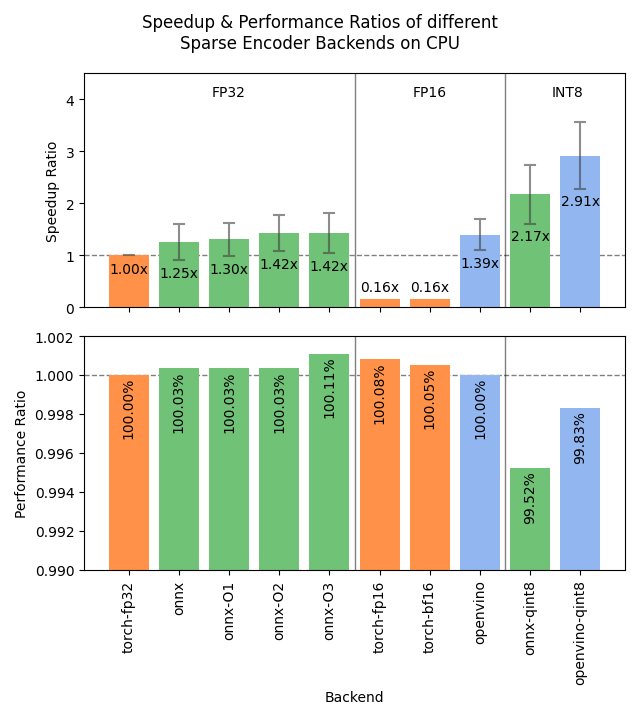 Speedup & Performance Ratios of different
Sparse Encoder Backends on CPU
Speedup Ratio
4
3
2
1
0
FP32
FP16
INT8
1.00x
1.25x
1.30x
1.42x
1.42x
0.16x
0.16x
1.39x
2.17x
2.91x
Performance Ratio
1.002
1.000
0.998
0.996
0.994
0.992
0.990
100.00%
100.03%
100.03%
100.03%
100.11%
100.08%
100.05%
100.00%
99.52%
99.83%
torch-fp32
onnx
onnx-O1
onnx-O2
onnx-O3
torch-fp16
torch-bf16
openvino
onnx-qint8
openvino-qint8
Backend